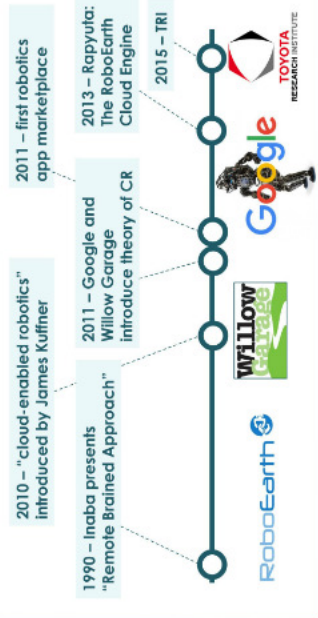 2010 – "cloud-enabled robotics"
introduced by James Kuffner
2011 – first robotics
app marketplace
1990 – Inaba presents
"Remote Brained Approach"
2011 – Google and
Willow Garage
introduce theory of CR
2013 – Rapyuta:
The RoboEarth
Cloud Engine
2015 – TRI
RoboEarth
Willow
Garage
Google
TOYOTA
RESEARCH INSTITUTE